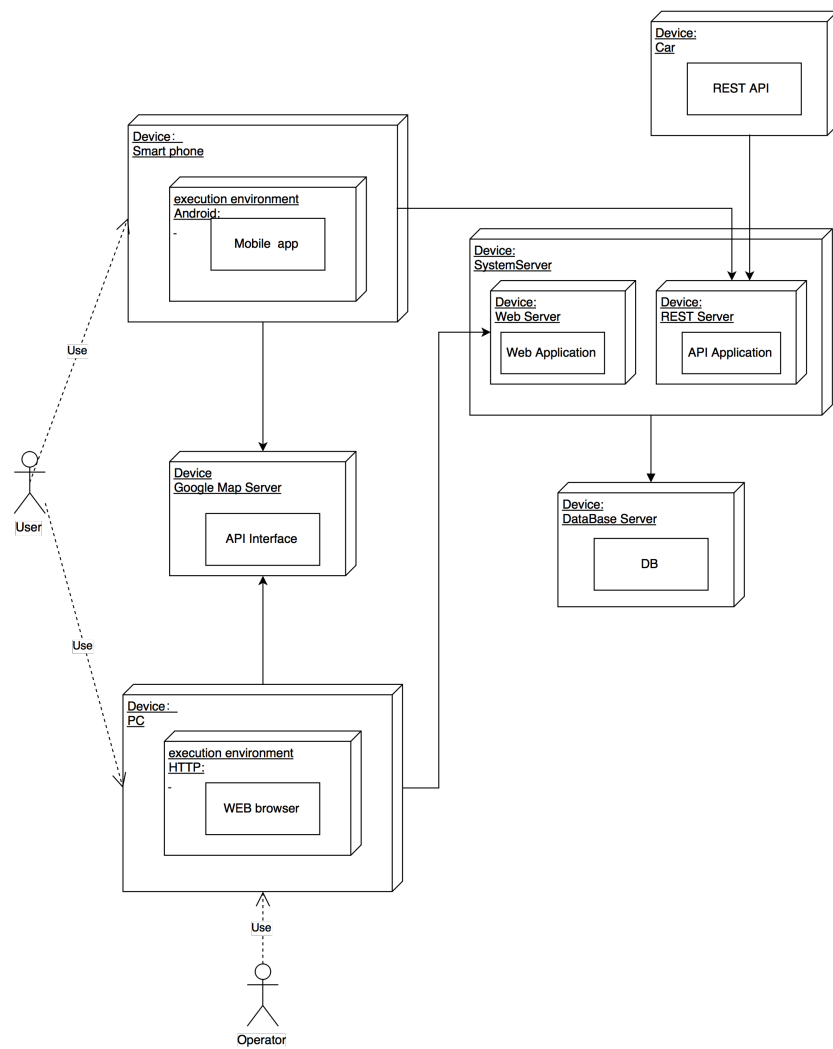 Device:
Car
REST API
Device:
Smart phone
execution environment
Android:
-
Mobile app
Device:
SystemServer
Device:
Web Server
Web Application
Device:
REST Server
API Application
Use
Device
Google Map Server
API Interface
User
Device:
DataBase Server
DB
Use
Device:
PC
execution environment
HTTP:
-
WEB browser
Use
Operator